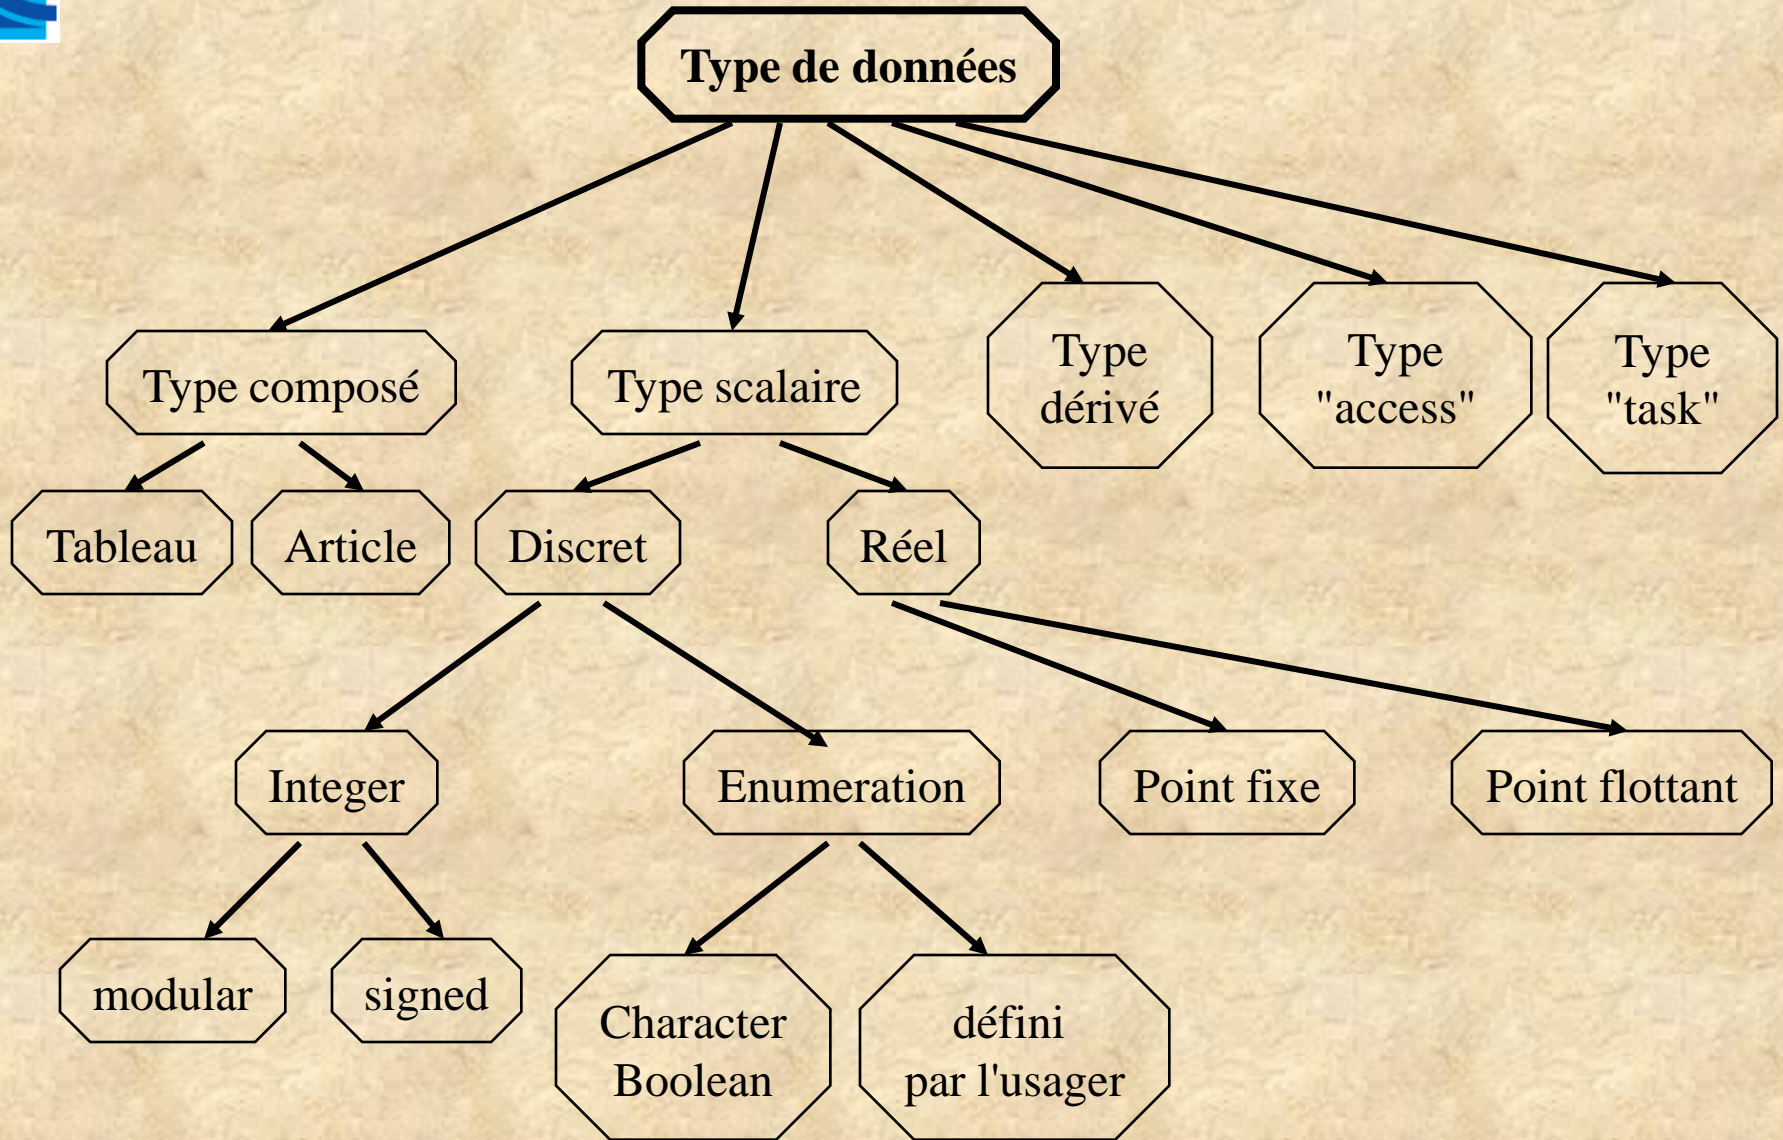 Type de données
Type composé
Type scalaire
Type
dérivé
Type
"access"
Type
"task"
Tableau
Article
Discret
Réel
Integer
Enumeration
Point fixe
Point flottant
modular
signed
Character
Boolean
défini
par l'usager